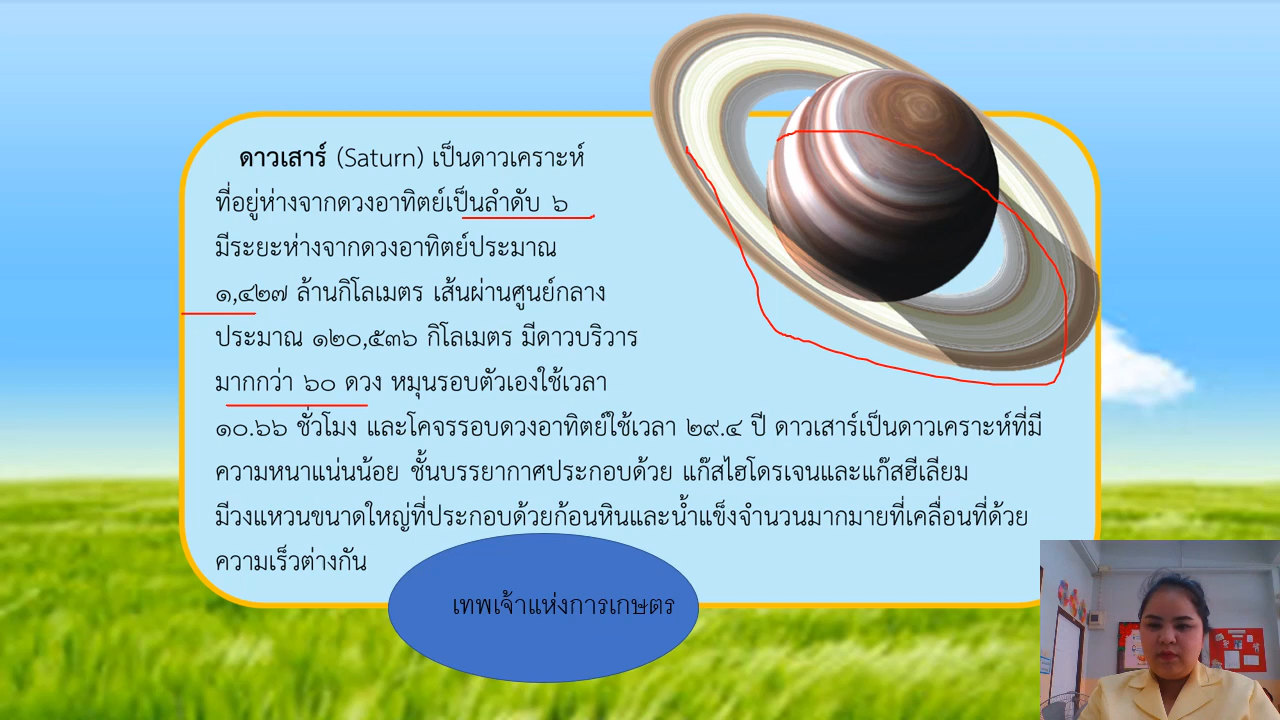 ดาวเสาร์ (Saturn) เป็นดาวเคราะห์
ที่อยู่ห่างจากดวงอาทิตย์เป็นลำดับ ๖
มีระยะห่างจากดวงอาทิตย์ประมาณ
๑,๔๒๗ ล้านกิโลเมตร เส้นผ่านศูนย์กลาง
ประมาณ ๑๒๐,๕๓๖ กิโลเมตร มีดาวบริวาร
มากกว่า ๖๐ ดวง หมุนรอบตัวเองใช้เวลา
๑๐.๖๖ ชั่วโมง และโคจรรอบดวงอาทิตย์ใช้เวลา ๒๙.๔ ปี ดาวเสาร์เป็นดาวเคราะห์ที่มี
ความหนาแน่นน้อย ชั้นบรรยากาศประกอบด้วย แก๊สไฮโดรเจนและแก๊สฮีเลียม
มีวงแหวนขนาดใหญ่ที่ประกอบด้วยก้อนหินและน้ำแข็งจำนวนมากมายที่เคลื่อนที่ด้วย
ความเร็วต่างกัน
เทพเจ้าแห่งการเกษตร